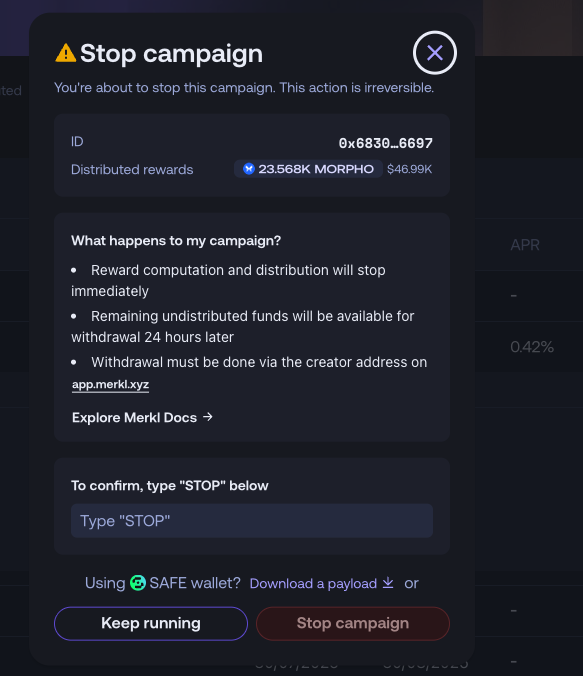 Stop campaign
You're about to stop this campaign. This action is irreversible.
ted
ID 0x6830…6697
Distributed rewards 23.568K MORPHO $46.99K
What happens to my campaign?
• Reward computation and distribution will stop
immediately
• Remaining undistributed funds will be available for
withdrawal 24 hours later
• Withdrawal must be done via the creator address on
app.merkl.xyz
Explore Merkl Docs →
APR
-
0.42%
To confirm, type "STOP" below
Type "STOP"
Using SAFE wallet? Download a payload or
Keep running Stop campaign
-
-